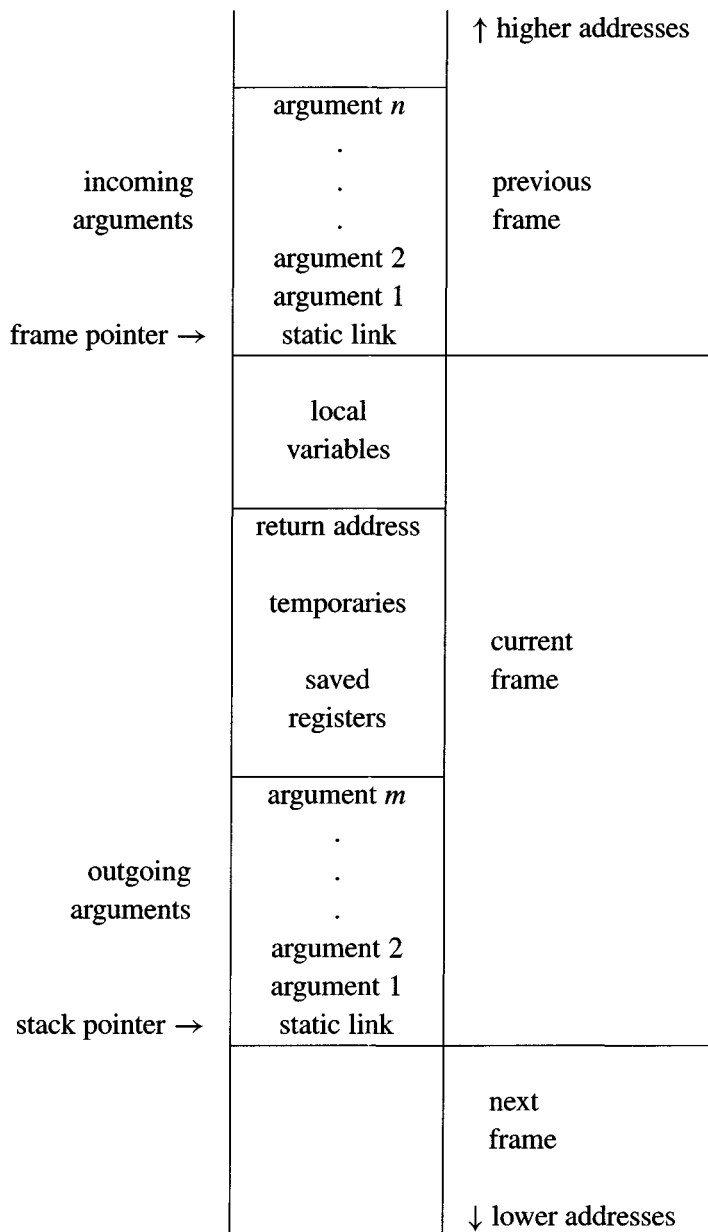 ↑ higher addresses
argument n
.
incoming . previous
arguments . frame
argument 2
argument 1
frame pointer → static link
local
variables
return address
temporaries
current
saved frame
registers
argument m
.
outgoing .
arguments .
argument 2
argument 1
stack pointer → static link
next
frame
↓ lower addresses